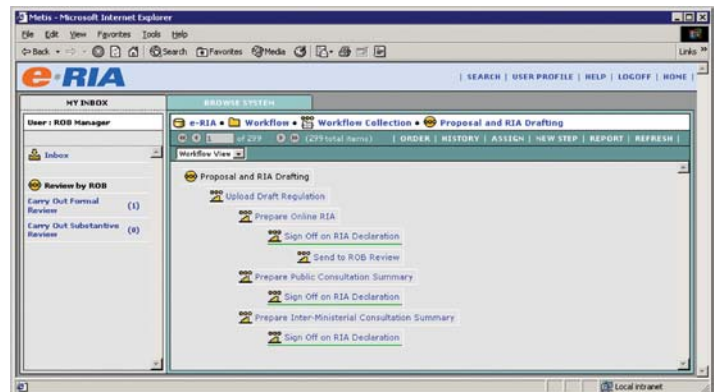 Metis - Microsoft Internet Explorer
File Edit View Favorites Tools Help
Back Search Favorites Media Links »
e-RIA
| SEARCH | USER PROFILE | HELP | LOGOFF | HOME |
MY INBOX BROWSE SYSTEM
User : ROB Manager
e-RIA • Workflow • Workflow Collection • Proposal and RIA Drafting
1 of 299 (299 total items) | ORDER | HISTORY | ASSIGN | NEW STEP | REPORT | REFRESH |
Inbox
Workflow View
Review by ROB
Carry Out Formal Review (1)
Carry Out Substantive Review (0)
Proposal and RIA Drafting
Upload Draft Regulation
Prepare Online RIA
Sign Off on RIA Declaration
Send to ROB Review
Prepare Public Consultation Summary
Sign Off on RIA Declaration
Prepare Inter-Ministerial Consultation Summary
Sign Off on RIA Declaration
Local intranet